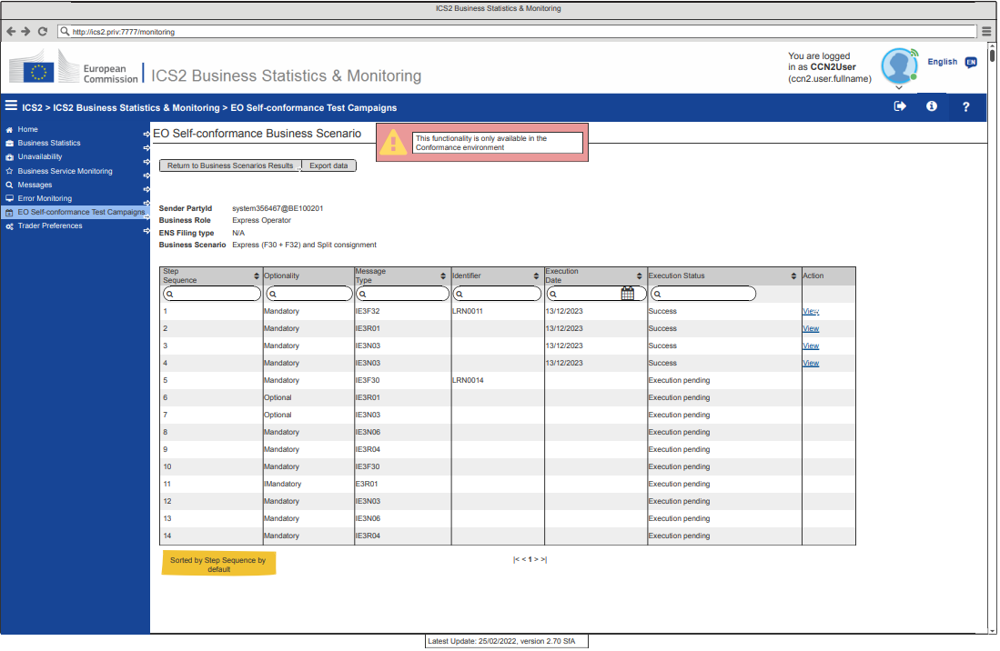 ICS2 Business Statistics & Monitoring
http://ics2.priv:7777/monitoring
European
Commission
ICS2 Business Statistics & Monitoring
You are logged
in as CCN2User
(ccn2.user.fullname)
English EN
ICS2 > ICS2 Business Statistics & Monitoring > EO Self-conformance Test Campaigns
?
Home
Business Statistics
Unavailability
Business Service Monitoring
Messages
Error Monitoring
EO Self-conformance Test Campaigns
Trader Preferences
EO Self-conformance Business Scenario
This functionality is only available in the
Conformance environment
Return to Business Scenarios Results Export data
Sender PartyId system356467@BE100201
Business Role Express Operator
ENS Filing type N/A
Business Scenario Express (F30 + F32) and Split consignment
Step Sequence Optionality Message Type Identifier Execution Date Execution Status Action
1 Mandatory IE3F32 LRN0011 13/12/2023 Success View
2 Mandatory IE3R01 13/12/2023 Success View
3 Mandatory IE3N03 13/12/2023 Success View
4 Mandatory IE3N03 13/12/2023 Success View
5 Mandatory IE3F30 LRN0014 Execution pending
6 Optional IE3R01 Execution pending
7 Optional IE3N03 Execution pending
8 Mandatory IE3N06 Execution pending
9 Mandatory IE3R04 Execution pending
10 Mandatory IE3F30 Execution pending
11 IMandatory E3R01 Execution pending
12 Mandatory IE3N03 Execution pending
13 Mandatory IE3N06 Execution pending
14 Mandatory IE3R04 Execution pending
Sorted by Step Sequence by
default
|< < 1 > >|
Latest Update: 25/02/2022, version 2.70 SfA